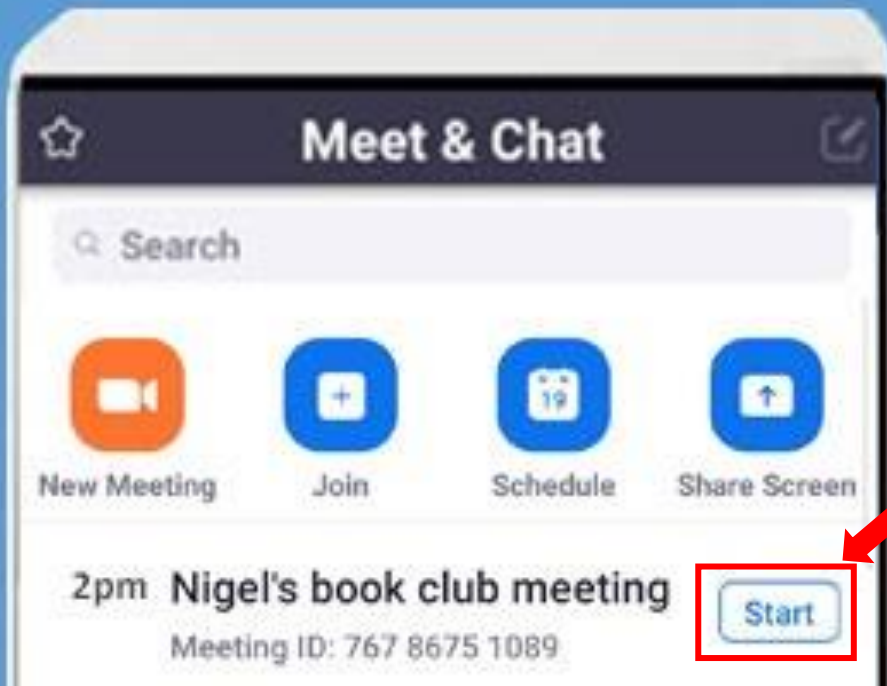 Meet & Chat
Search
19
New Meeting Join Schedule Share Screen
2pm Nigel's book club meeting Start
Meeting ID: 767 8675 1089